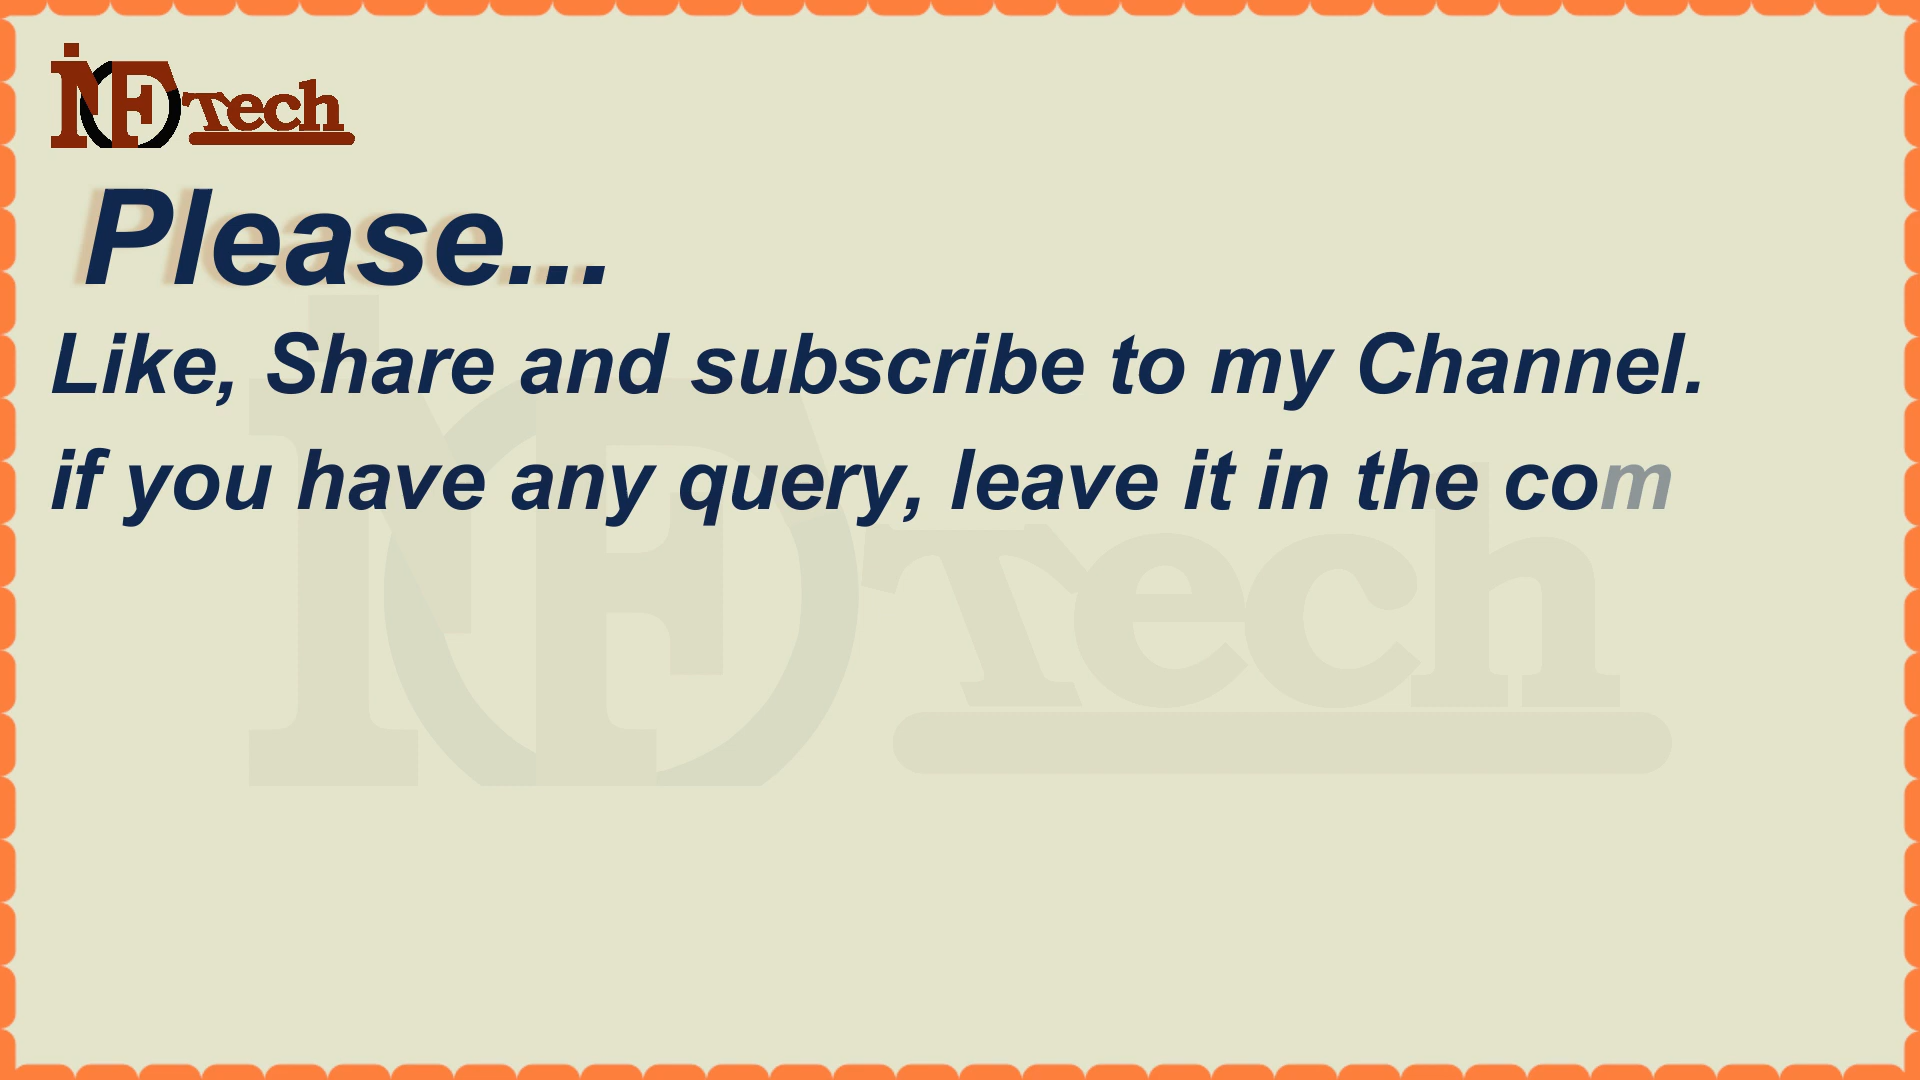 iNFOTech
Please...
Like, Share and subscribe to my Channel.
if you have any query, leave it in the com